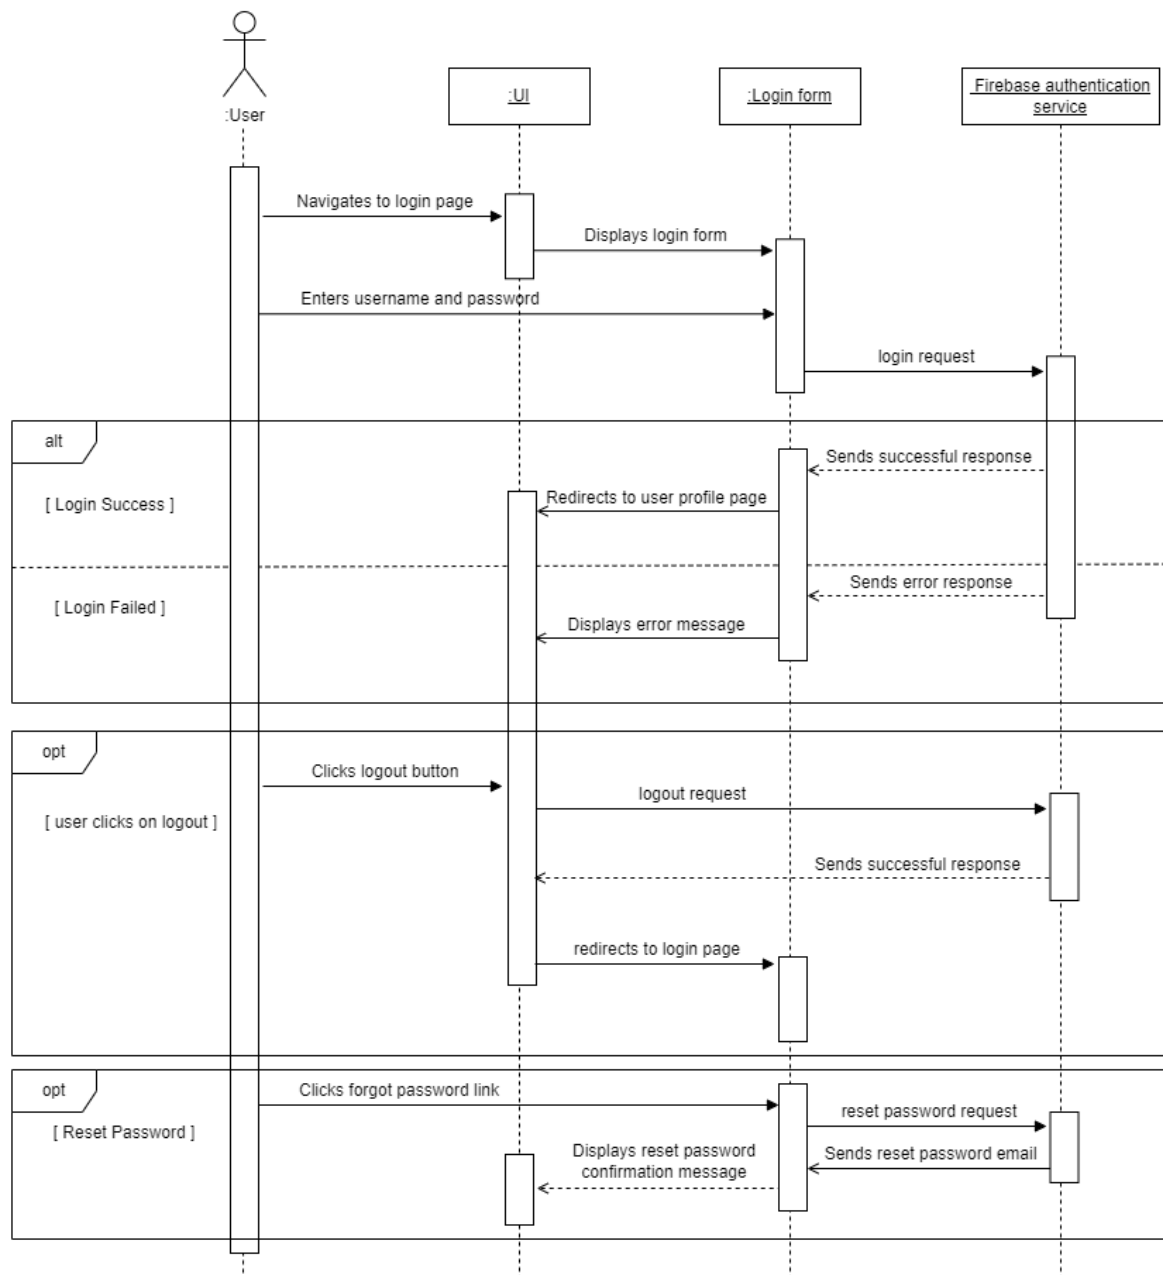 :User
:UI
:Login form
Firebase authentication
service
Navigates to login page
Displays login form
Enters username and password
login request
alt
Sends successful response
[ Login Success ]
Redirects to user profile page
Sends error response
[ Login Failed ]
Displays error message
opt
Clicks logout button
logout request
[ user clicks on logout ]
Sends successful response
redirects to login page
opt
Clicks forgot password link
reset password request
[ Reset Password ]
Displays reset password
confirmation message
Sends reset password email